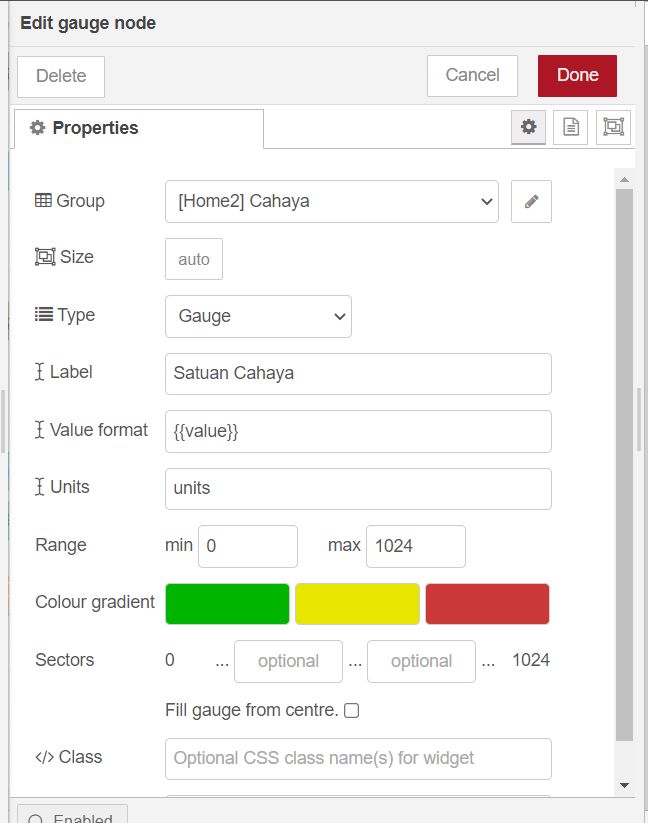 Edit gauge node
Delete Cancel Done
Properties
Group [Home2] Cahaya
Size auto
Type Gauge
Label Satuan Cahaya
Value format {{value}}
Units units
Range min 0 max 1024
Colour gradient
Sectors 0 ... optional ... optional ... 1024
Fill gauge from centre.
</> Class Optional CSS class name(s) for widget
Enabled